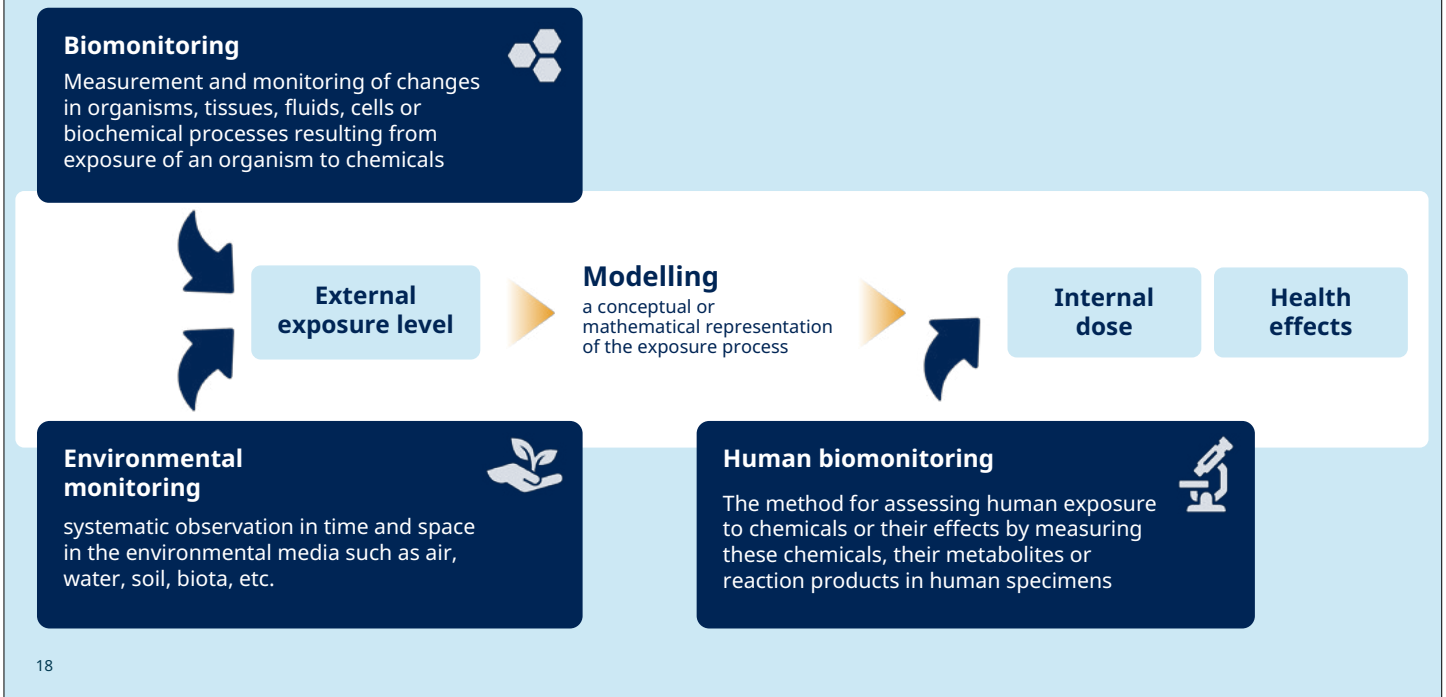 Biomonitoring
Measurement and monitoring of changes
in organisms, tissues, fluids, cells or
biochemical processes resulting from
exposure of an organism to chemicals
External
exposure level
Modelling
a conceptual or
mathematical representation
of the exposure process
Internal
dose
Health
effects
Environmental
monitoring
systematic observation in time and space
in the environmental media such as air,
water, soil, biota, etc.
Human biomonitoring
The method for assessing human exposure
to chemicals or their effects by measuring
these chemicals, their metabolites or
reaction products in human specimens
18